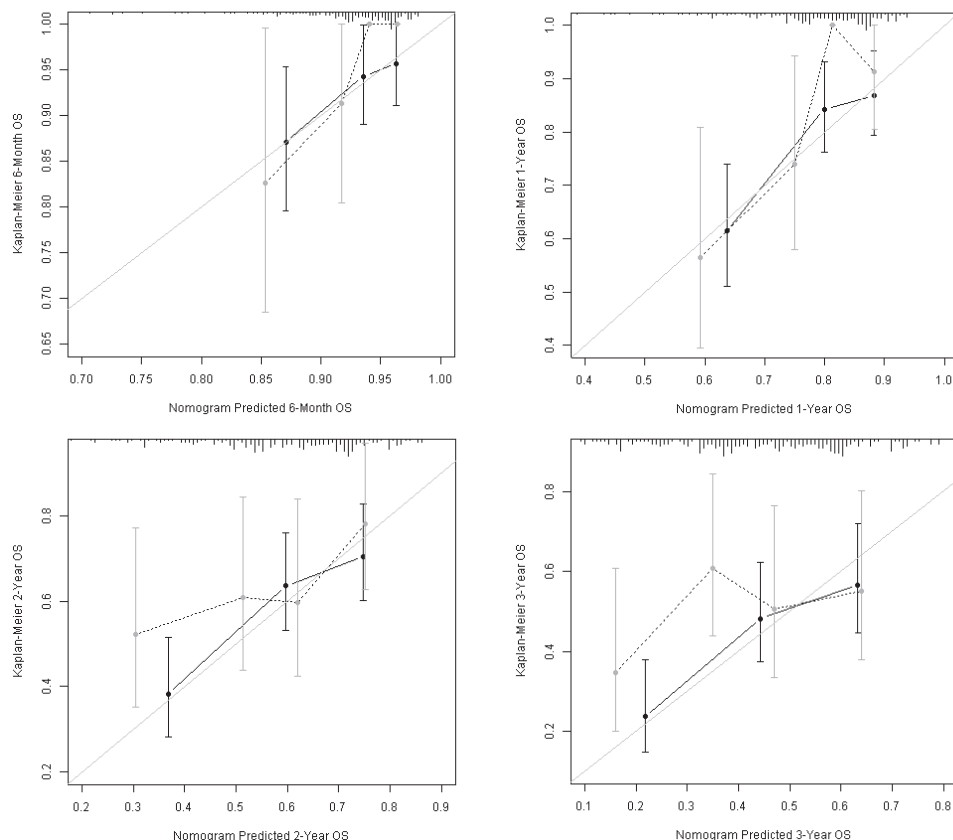 Kaplan-Meier 6-Month OS
1.00
0.95
0.90
0.85
0.80
0.75
0.70
0.65
0.70 0.75 0.80 0.85 0.90 0.95 1.00
Nomogram Predicted 6-Month OS
Kaplan-Meier 1-Year OS
1.0
0.9
0.8
0.7
0.6
0.5
0.4
0.4 0.5 0.6 0.7 0.8 0.9 1.0
Nomogram Predicted 1-Year OS
Kaplan-Meier 2-Year OS
0.8
0.6
0.4
0.2
0.2 0.3 0.4 0.5 0.6 0.7 0.8 0.9
Nomogram Predicted 2-Year OS
Kaplan-Meier 3-Year OS
0.8
0.6
0.4
0.2
0.1 0.2 0.3 0.4 0.5 0.6 0.7 0.8
Nomogram Predicted 3-Year OS